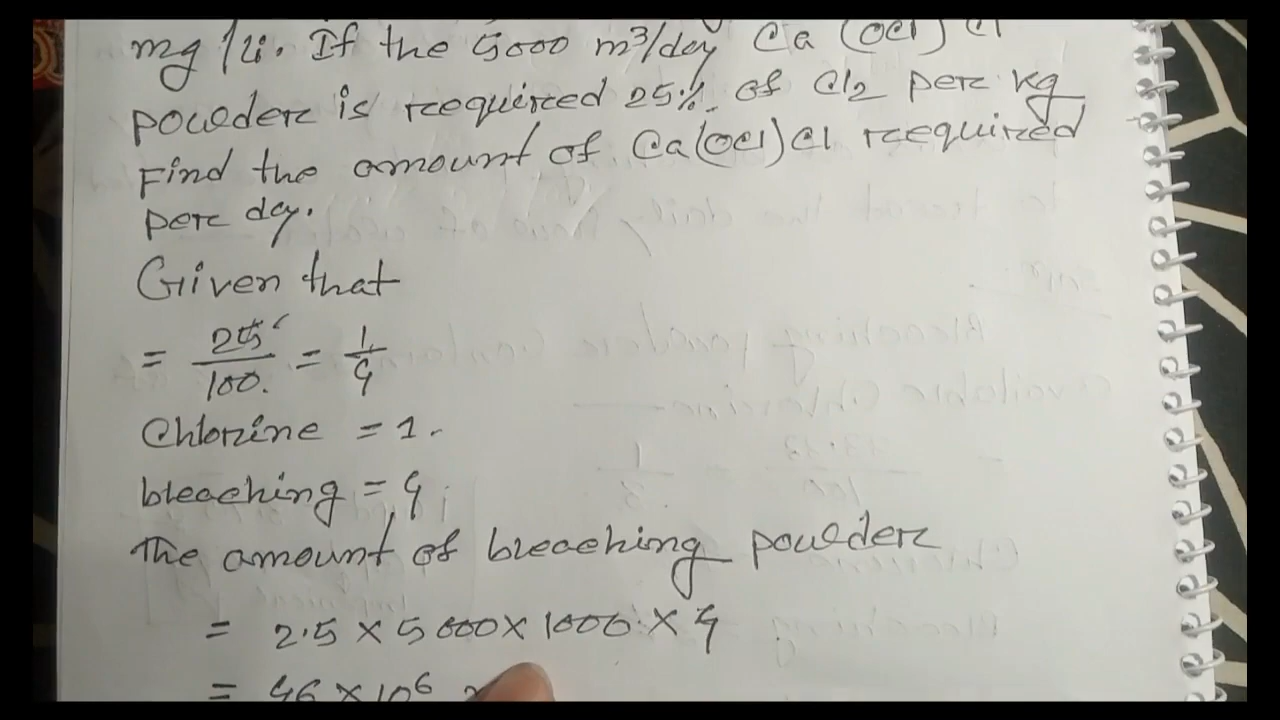 mg/li. If the 5000 m³/day Ca(OCl)Cl
powder is required 25% of Cl₂ per kg
Find the amount of Ca(OCl)Cl required
per day.
Given that
= 25/100. = 1/4
Chlorine = 1.
bleaching = 4
The amount of bleaching powder
= 2.5 × 5000 × 1000 × 4
= 46 × 10⁶